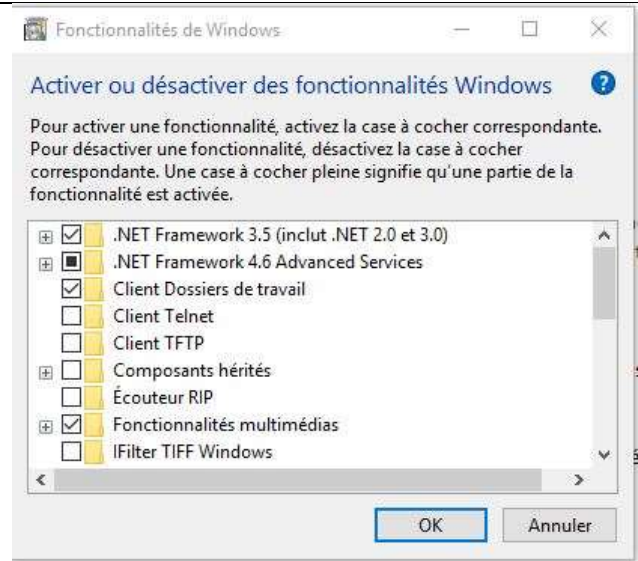 Fonctionnalités de Windows
Activer ou désactiver des fonctionnalités Windows
Pour activer une fonctionnalité, activez la case à cocher correspondante.
Pour désactiver une fonctionnalité, désactivez la case à cocher
correspondante. Une case à cocher pleine signifie qu'une partie de la
fonctionnalité est activée.
.NET Framework 3.5 (inclut .NET 2.0 et 3.0)
.NET Framework 4.6 Advanced Services
Client Dossiers de travail
Client Telnet
Client TFTP
Composants hérités
Écouteur RIP
Fonctionnalités multimédias
IFilter TIFF Windows
OK Annuler